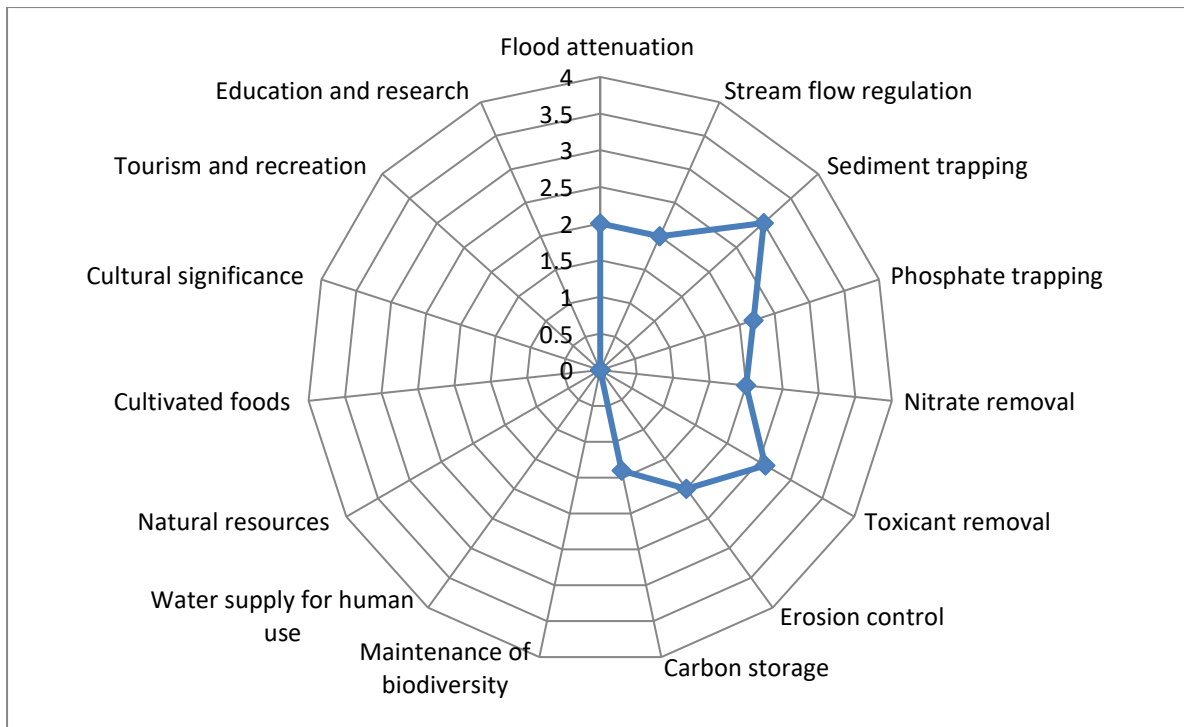 Flood attenuation
Stream flow regulation
Sediment trapping
Phosphate trapping
Nitrate removal
Toxicant removal
Erosion control
Carbon storage
Maintenance of
biodiversity
Water supply for human
use
Natural resources
Cultivated foods
Cultural significance
Tourism and recreation
Education and research
4
3.5
3
2.5
2
1.5
1
0.5
0